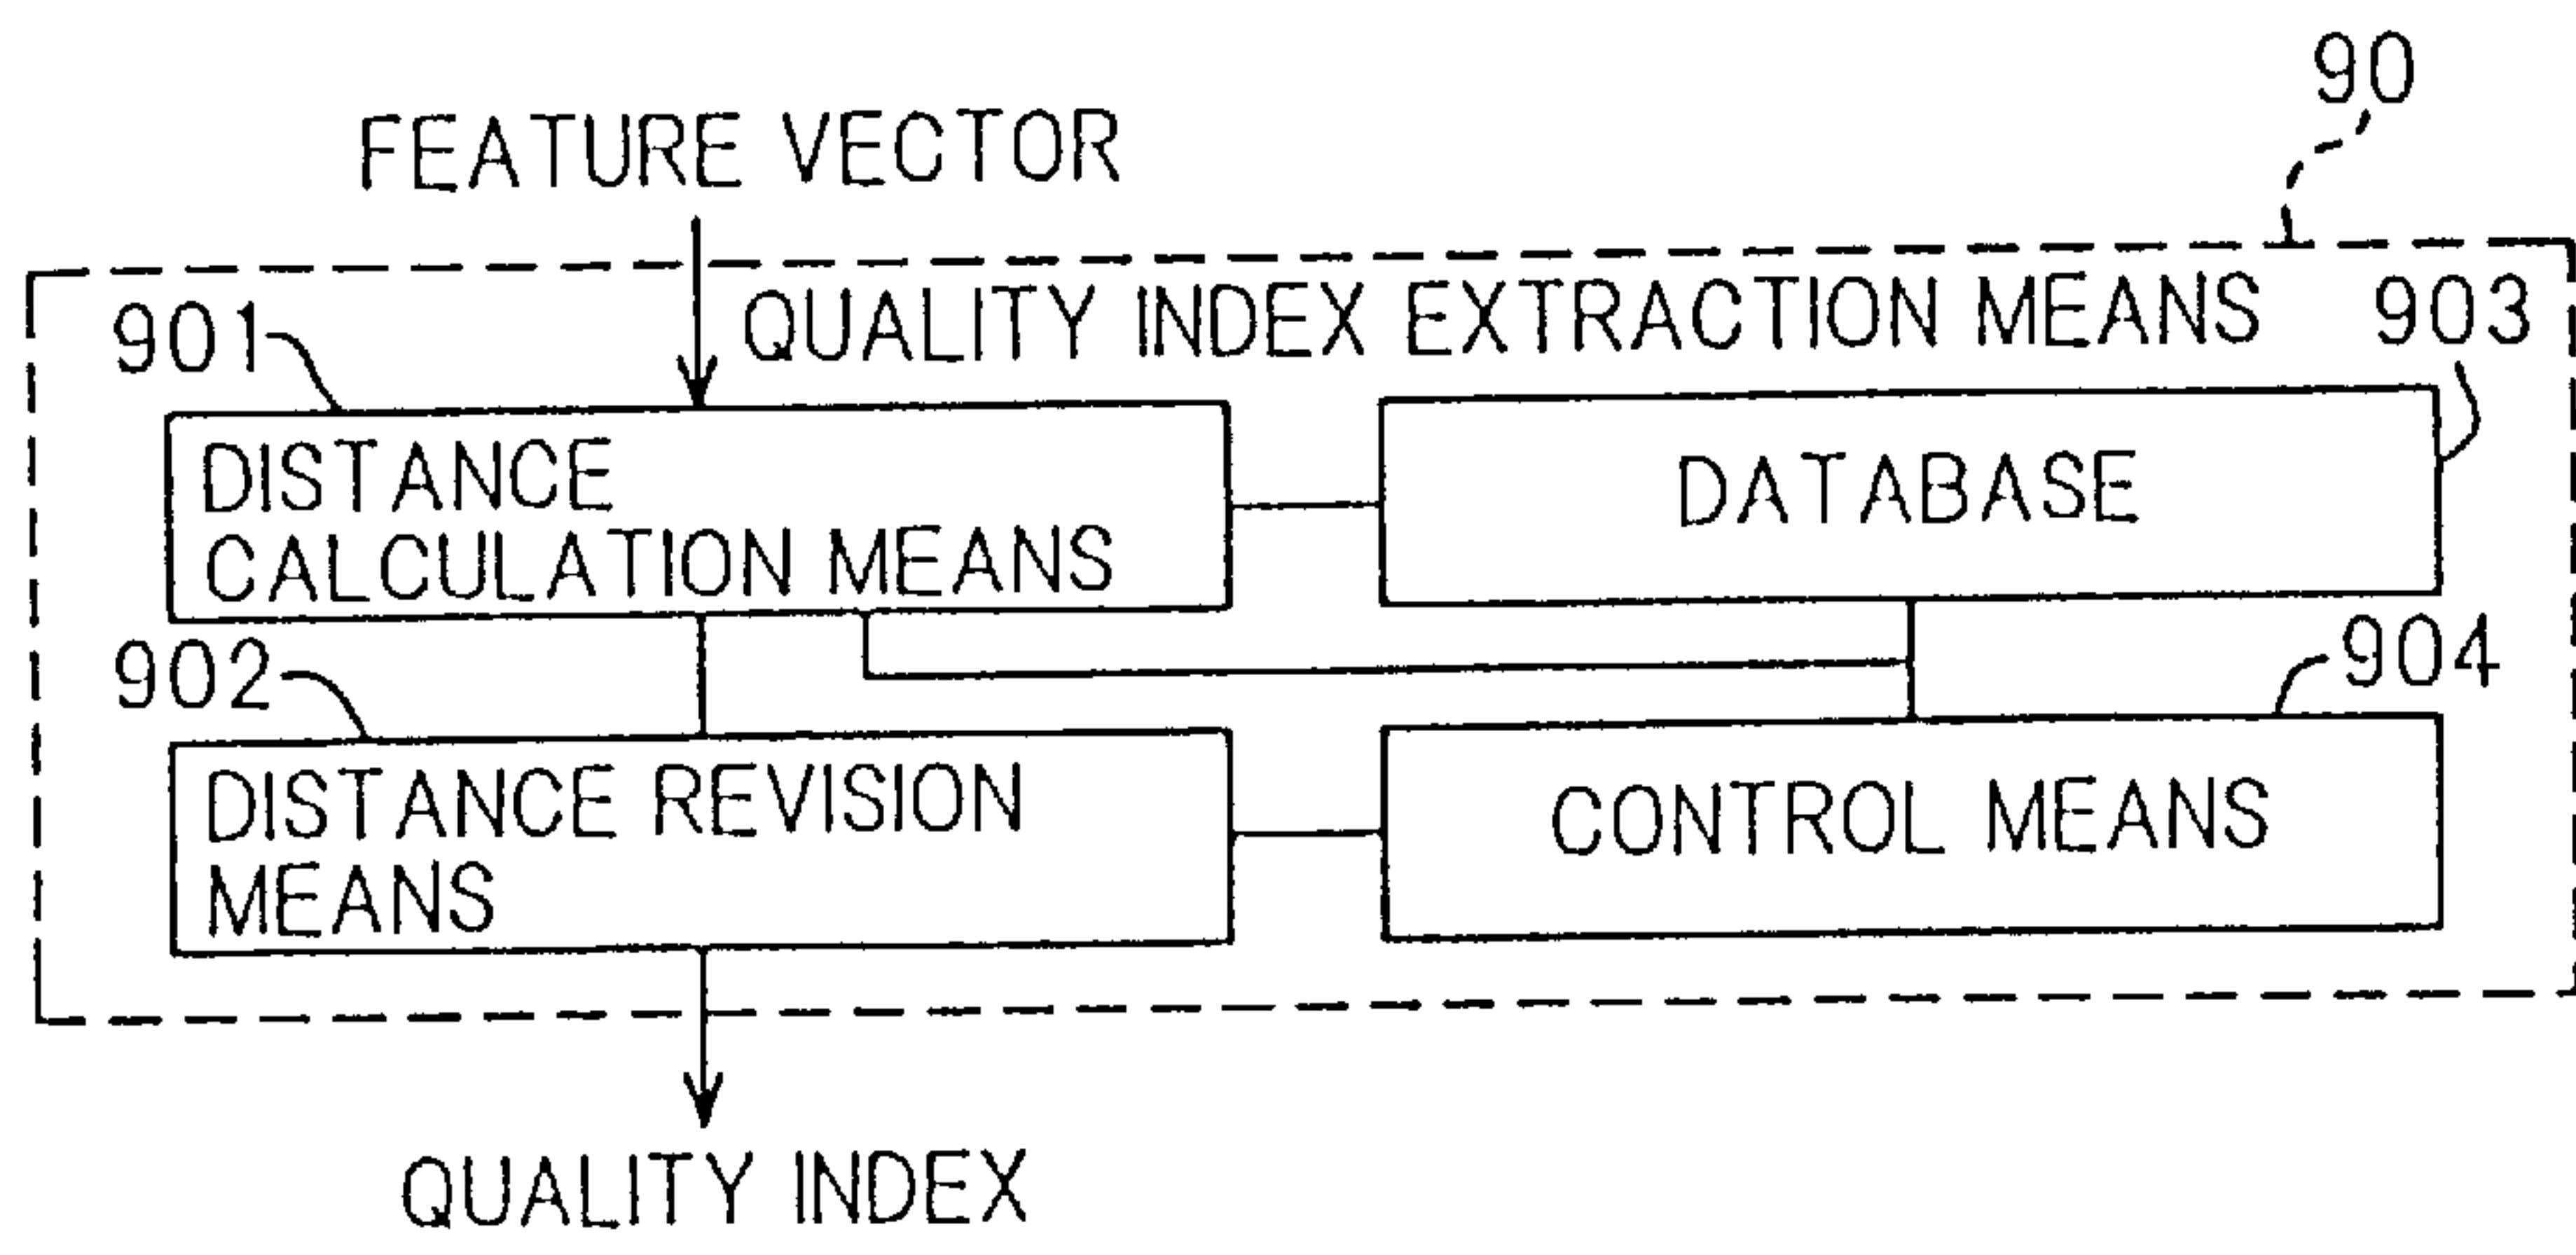 90
FEATURE VECTOR
QUALITY INDEX EXTRACTION MEANS
901
903
DISTANCE
CALCULATION MEANS
DATABASE
902
904
DISTANCE REVISION
MEANS
CONTROL MEANS
QUALITY INDEX